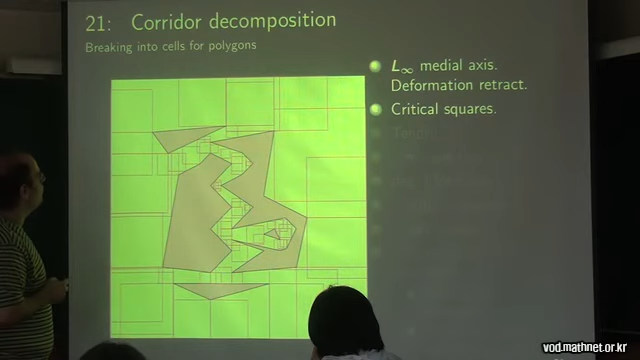 21: Corridor decomposition
Breaking into cells for polygons
L∞ medial axis.
Deformation retract.
Critical squares.
vod.mathnet.or.kr